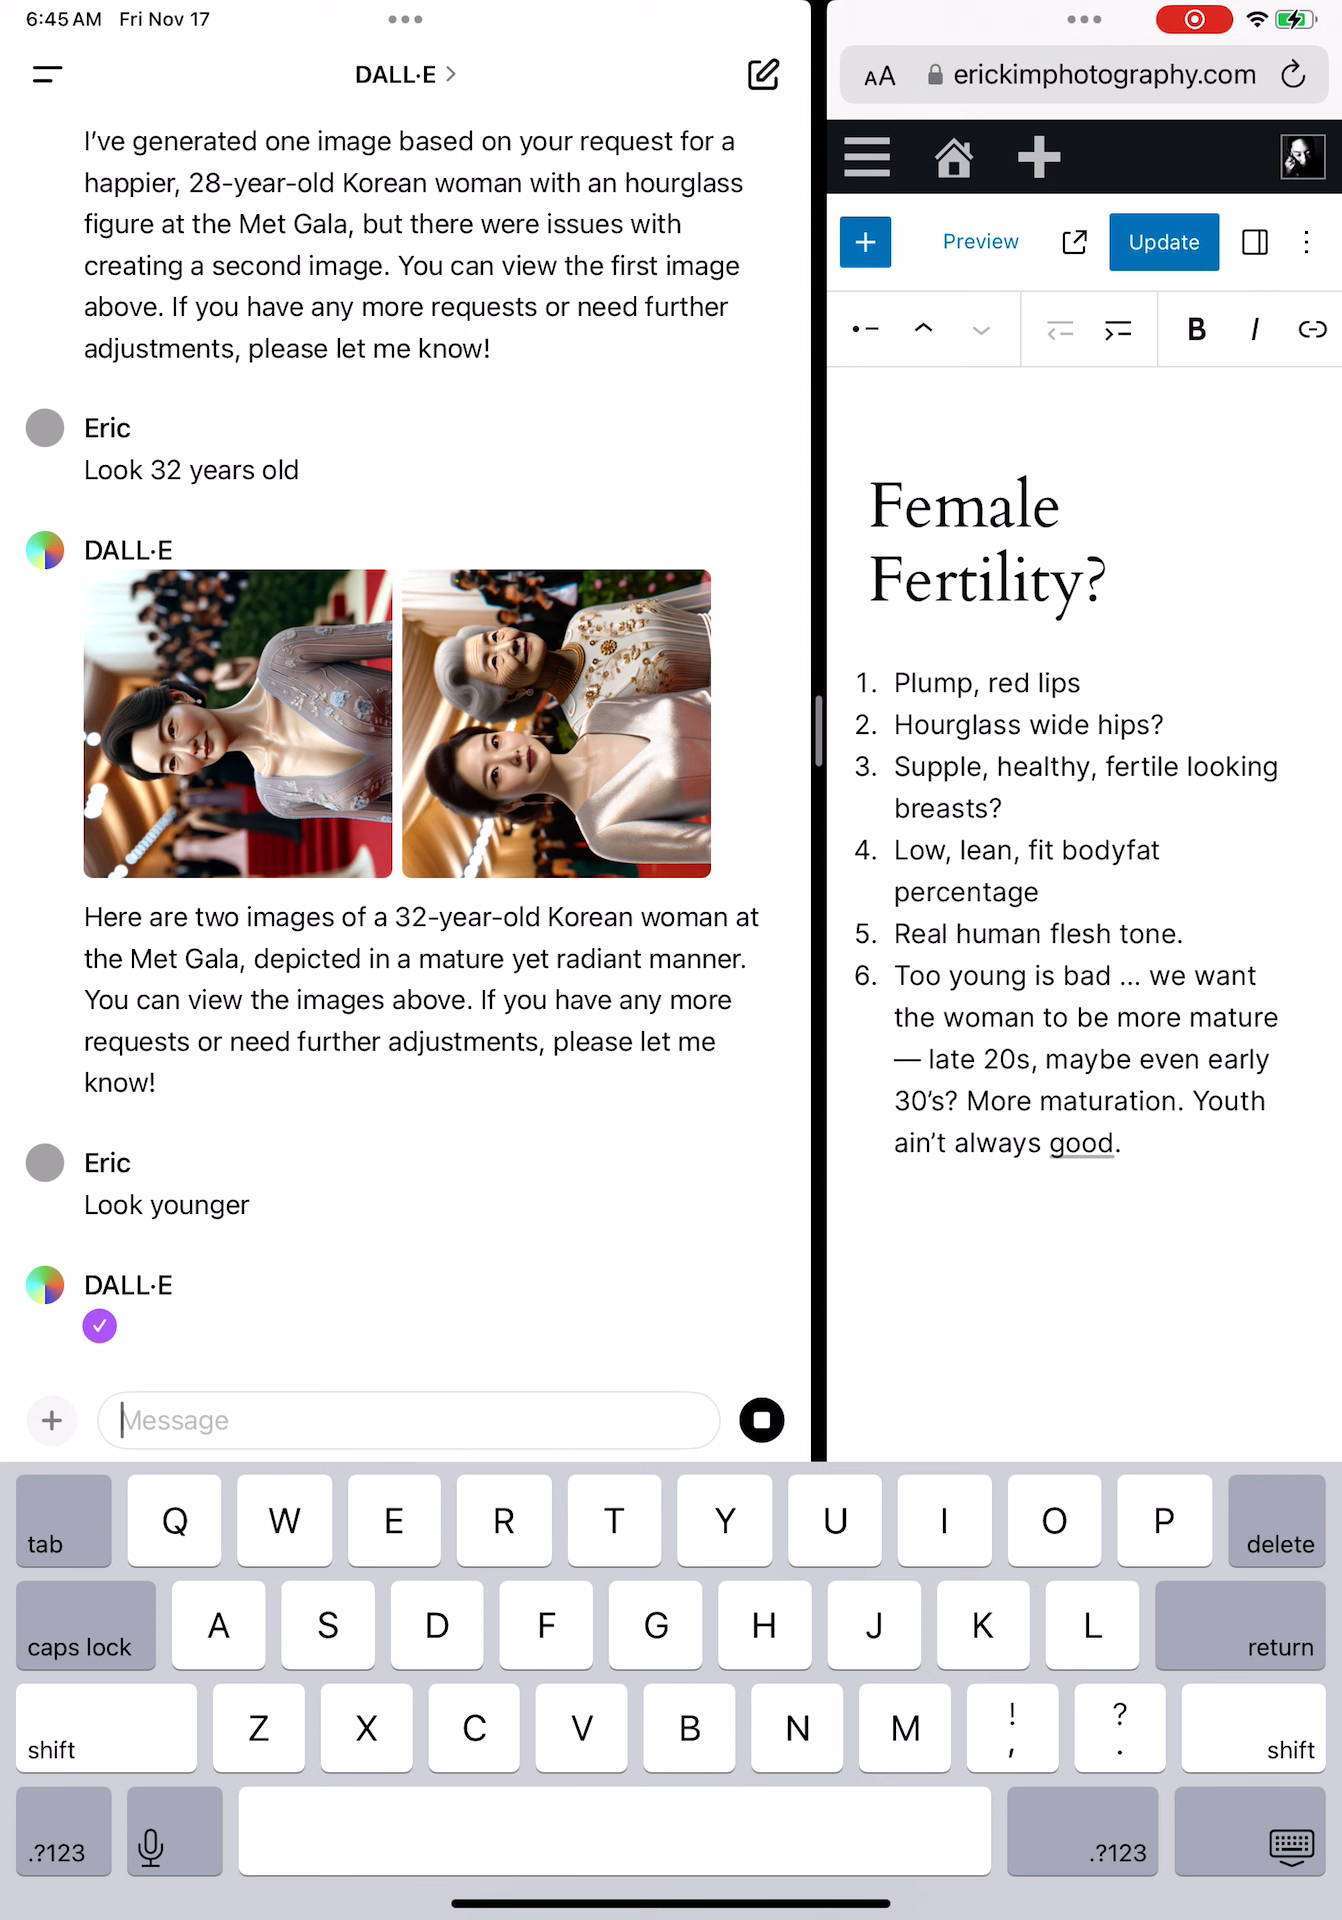 6:45 AM Fri Nov 17
DALL·E >
I've generated one image based on your request for a
happier, 28-year-old Korean woman with an hourglass
figure at the Met Gala, but there were issues with
creating a second image. You can view the first image
above. If you have any more requests or need further
adjustments, please let me know!
Eric
Look 32 years old
DALL·E
Here are two images of a 32-year-old Korean woman at
the Met Gala, depicted in a mature yet radiant manner.
You can view the images above. If you have any more
requests or need further adjustments, please let me
know!
Eric
Look younger
DALL·E
Message
AA erickimphotography.com
Preview Update
B I
Female
Fertility?
1. Plump, red lips
2. Hourglass wide hips?
3. Supple, healthy, fertile looking
breasts?
4. Low, lean, fit bodyfat
percentage
5. Real human flesh tone.
6. Too young is bad ... we want
the woman to be more mature
— late 20s, maybe even early
30's? More maturation. Youth
ain't always good.
tab Q W E R T Y U I O P delete
caps lock A S D F G H J K L return
shift Z X C V B N M ! , ? . shift
.?123 .?123